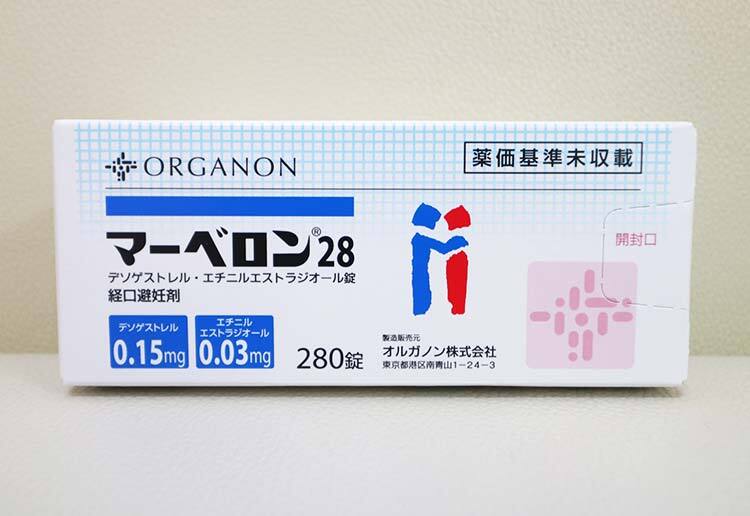 ORGANON
薬価基準未収載
マーベロン®28
デソゲストレル・エチニルエストラジオール錠
経口避妊剤
デソゲストレル
0.15mg
エチニル
エストラジオール
0.03mg
280錠
製造販売元
オルガノン株式会社
東京都港区南青山1-24-3
開封口